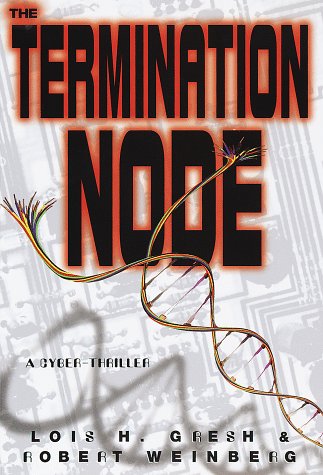 THE
TERMINATION
NODE
A CYBER-THRILLER
LOIS H. GRESH &
ROBERT WEINBERG